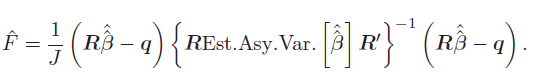 F̂ = 1/J (Rβ̂̂ − q) {R Est.Asy.Var. [β̂̂] R′}⁻¹ (Rβ̂̂ − q).